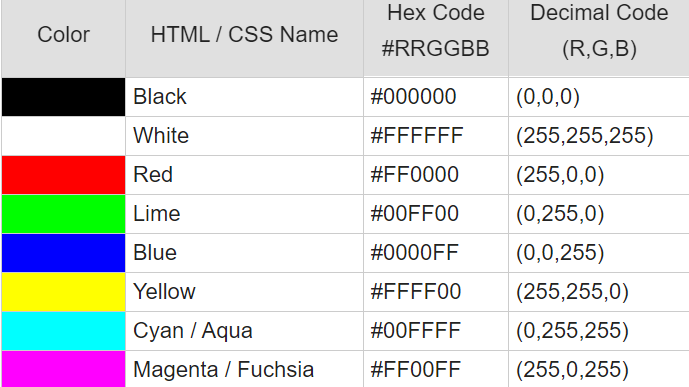 Color HTML / CSS Name Hex Code #RRGGBB Decimal Code (R,G,B)
Black #000000 (0,0,0)
White #FFFFFF (255,255,255)
Red #FF0000 (255,0,0)
Lime #00FF00 (0,255,0)
Blue #0000FF (0,0,255)
Yellow #FFFF00 (255,255,0)
Cyan / Aqua #00FFFF (0,255,255)
Magenta / Fuchsia #FF00FF (255,0,255)